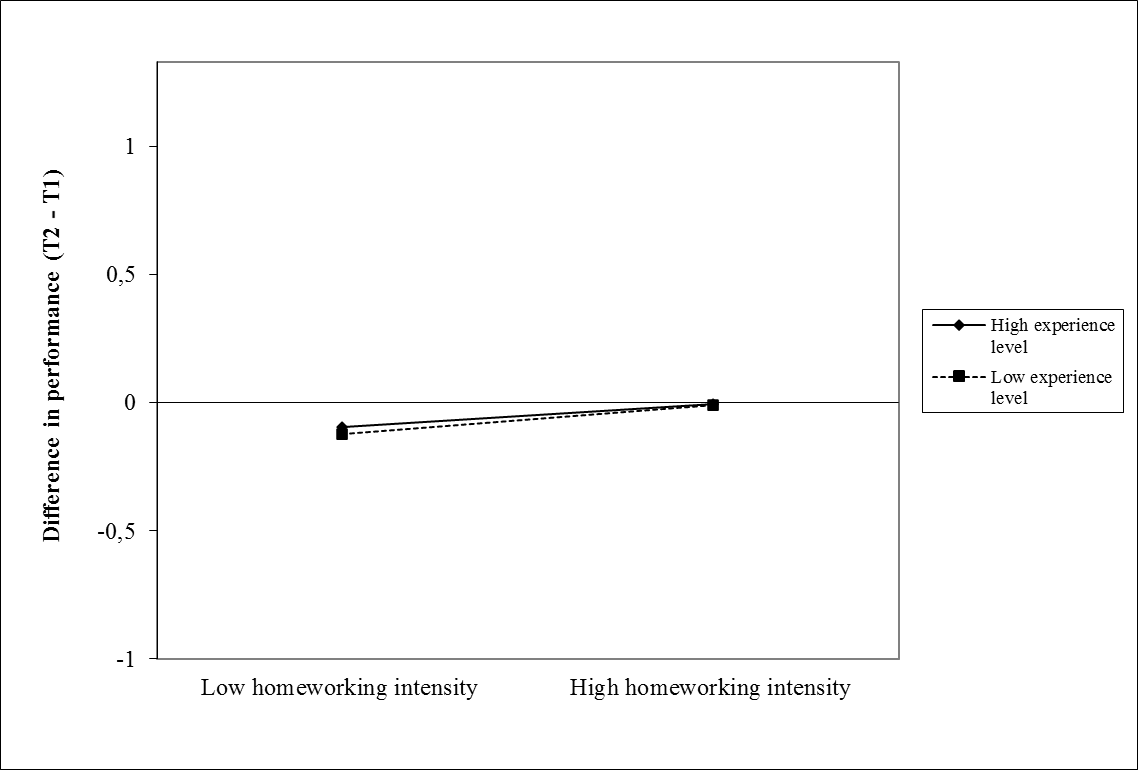 Difference in performance (T2 - T1)
1
0,5
0
-0,5
-1
Low homeworking intensity
High homeworking intensity
High experience
level
Low experience
level